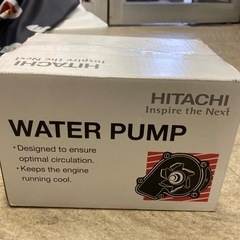 HITACHI
Inspire the Next
HITACHI
Inspire the Next
WATER PUMP
• Designed to ensure
optimal circulation.
• Keeps the engine
running cool.